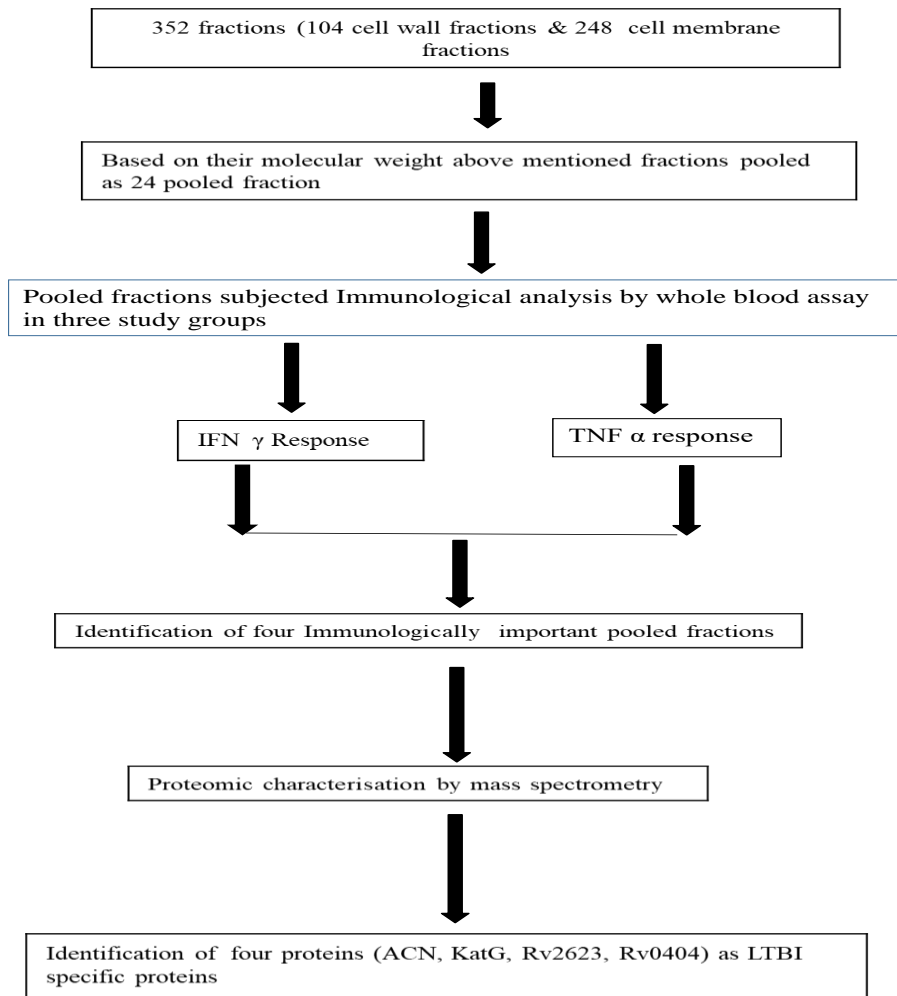 352 fractions (104 cell wall fractions & 248 cell membrane
fractions
Based on their molecular weight above mentioned fractions pooled
as 24 pooled fraction
Pooled fractions subjected Immunological analysis by whole blood assay
in three study groups
IFN γ Response
TNF α response
Identification of four Immunologically important pooled fractions
Proteomic characterisation by mass spectrometry
Identification of four proteins (ACN, KatG, Rv2623, Rv0404) as LTBI
specific proteins